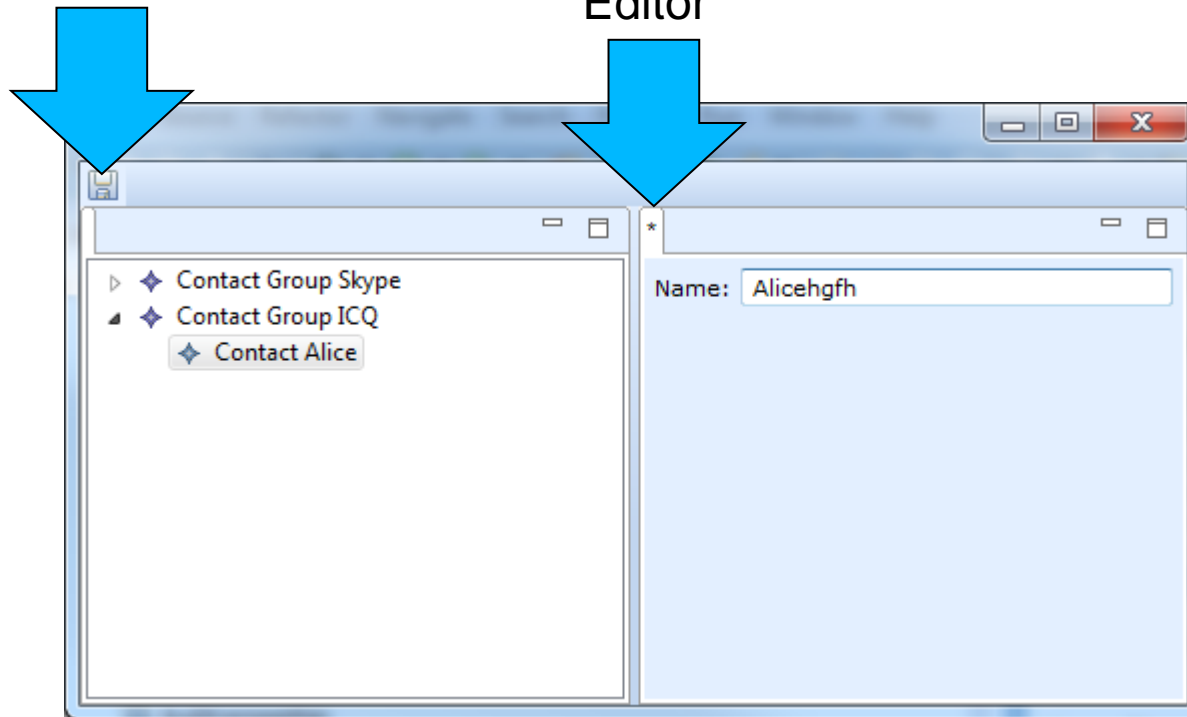 Editor
*
Contact Group Skype
Contact Group ICQ
Contact Alice
Name: Alicehgfh